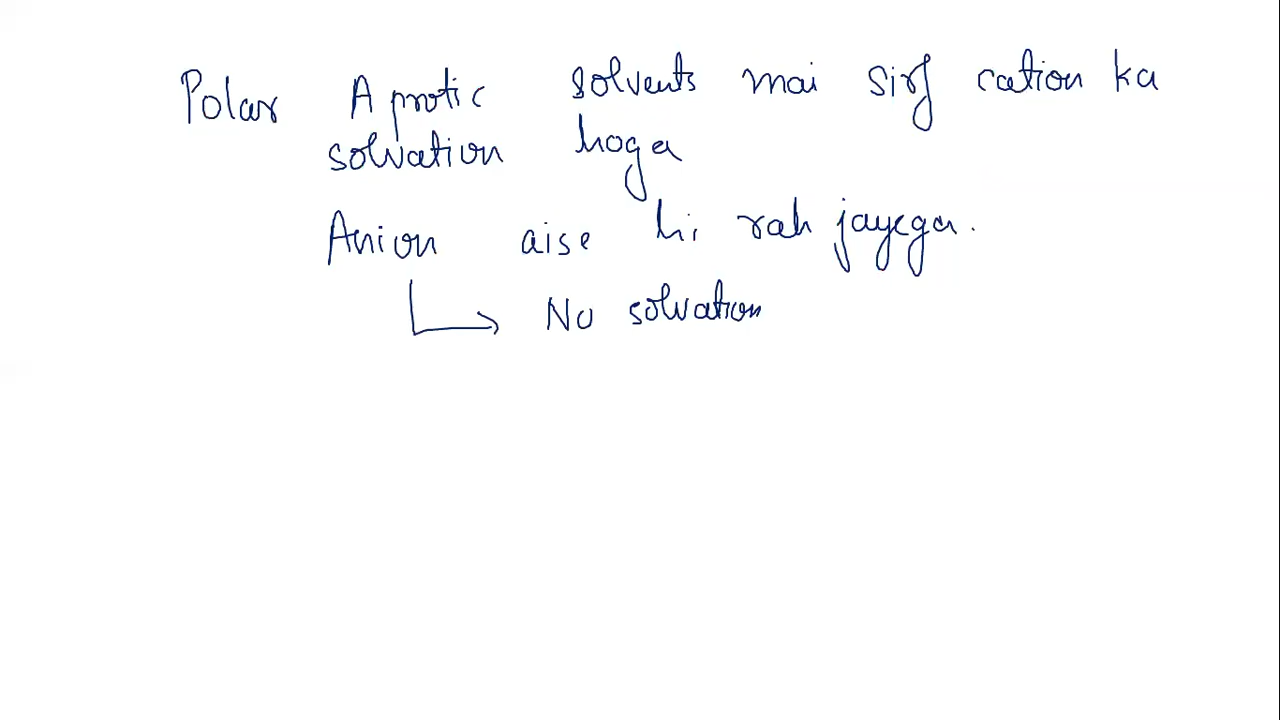 Polar Aprotic solvents mai sirf cation ka
solvation hoga
Anion aise hi rah jayega.
No solvation